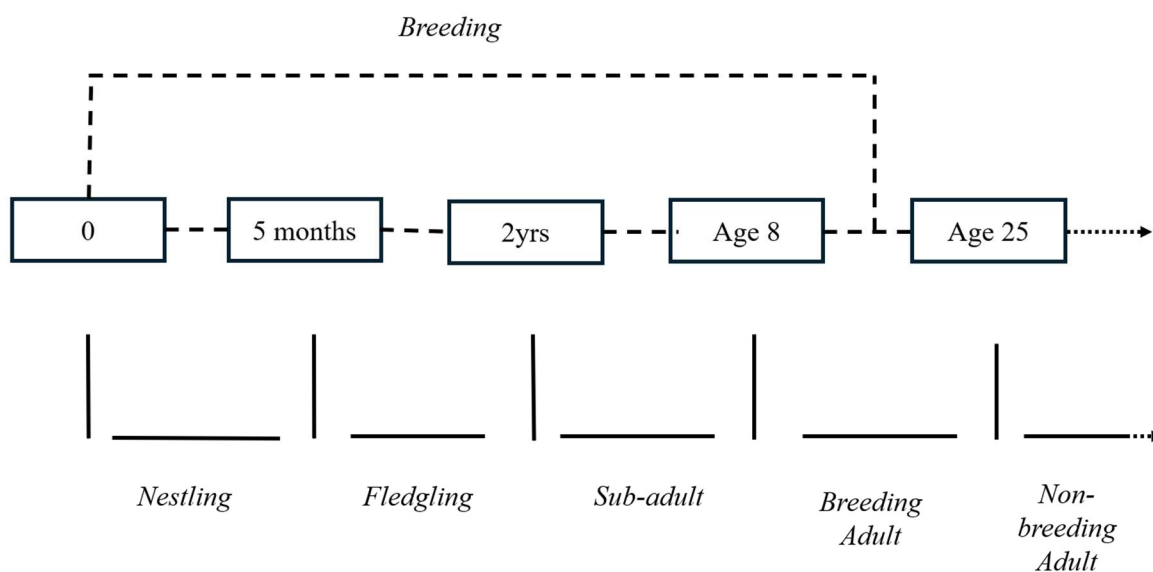 Breeding
0
5 months
2yrs
Age 8
Age 25
Nestling
Fledgling
Sub-adult
Breeding
Adult
Non-
breeding
Adult